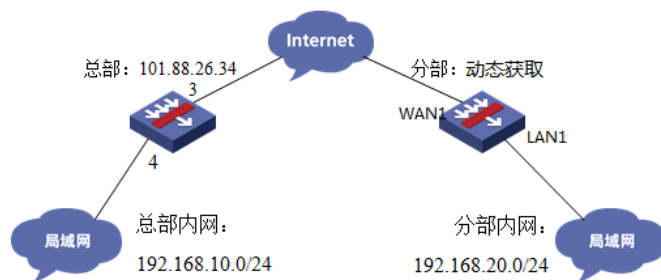 Internet
总部：101.88.26.34
分部：动态获取
3
WAN1
LAN1
4
总部内网：
分部内网：
局域网
局域网
192.168.10.0/24
192.168.20.0/24